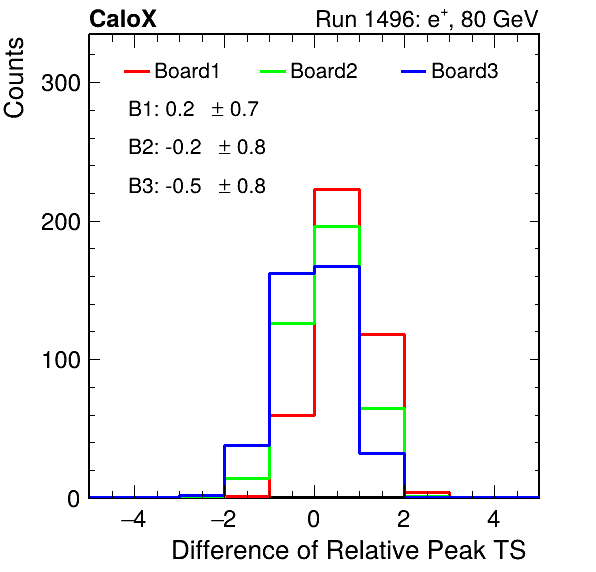 CaloX Run 1496: e⁺, 80 GeV
Counts
Board1 Board2 Board3
B1: 0.2 ± 0.7
B2: -0.2 ± 0.8
B3: -0.5 ± 0.8
300
200
100
0
−4 −2 0 2 4
Difference of Relative Peak TS